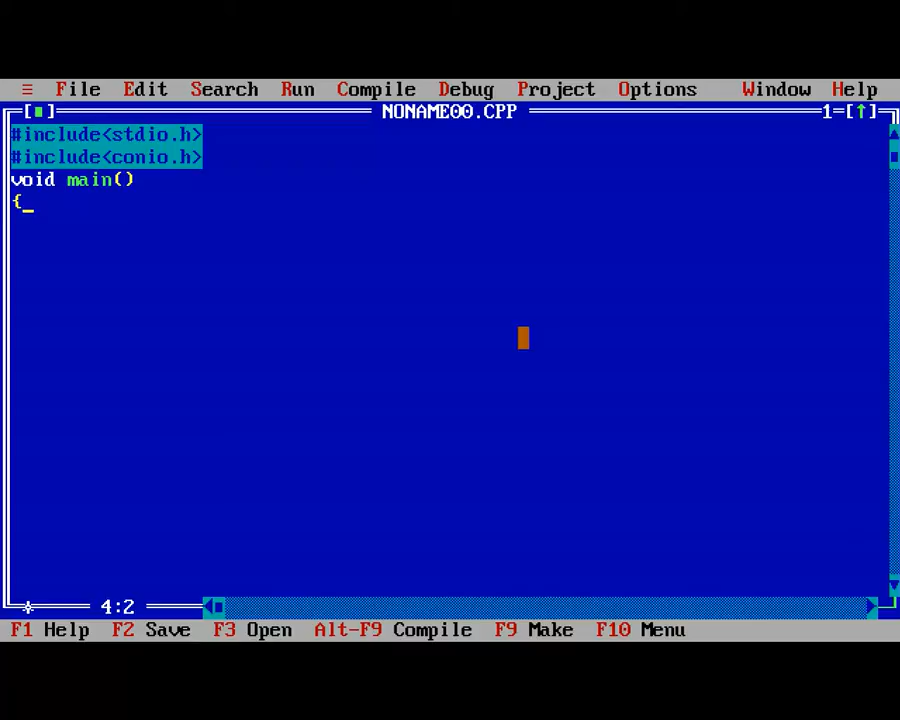 ≡ File Edit Search Run Compile Debug Project Options Window Help
[■] NONAME00.CPP 1=[↑]
#include<stdio.h>
#include<conio.h>
void main()
{_
4:2
F1 Help F2 Save F3 Open Alt-F9 Compile F9 Make F10 Menu